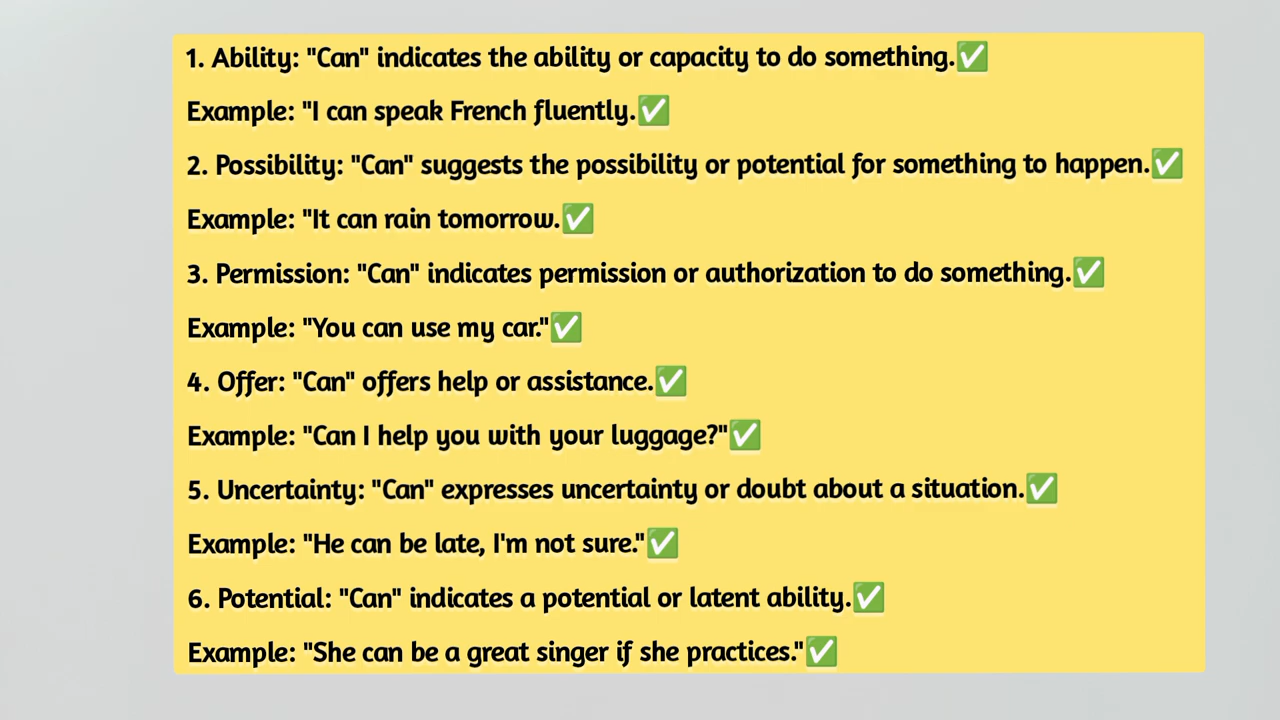 1. Ability: "Can" indicates the ability or capacity to do something.✅
Example: "I can speak French fluently.✅
2. Possibility: "Can" suggests the possibility or potential for something to happen.✅
Example: "It can rain tomorrow.✅
3. Permission: "Can" indicates permission or authorization to do something.✅
Example: "You can use my car."✅
4. Offer: "Can" offers help or assistance.✅
Example: "Can I help you with your luggage?"✅
5. Uncertainty: "Can" expresses uncertainty or doubt about a situation.✅
Example: "He can be late, I'm not sure."✅
6. Potential: "Can" indicates a potential or latent ability.✅
Example: "She can be a great singer if she practices."✅